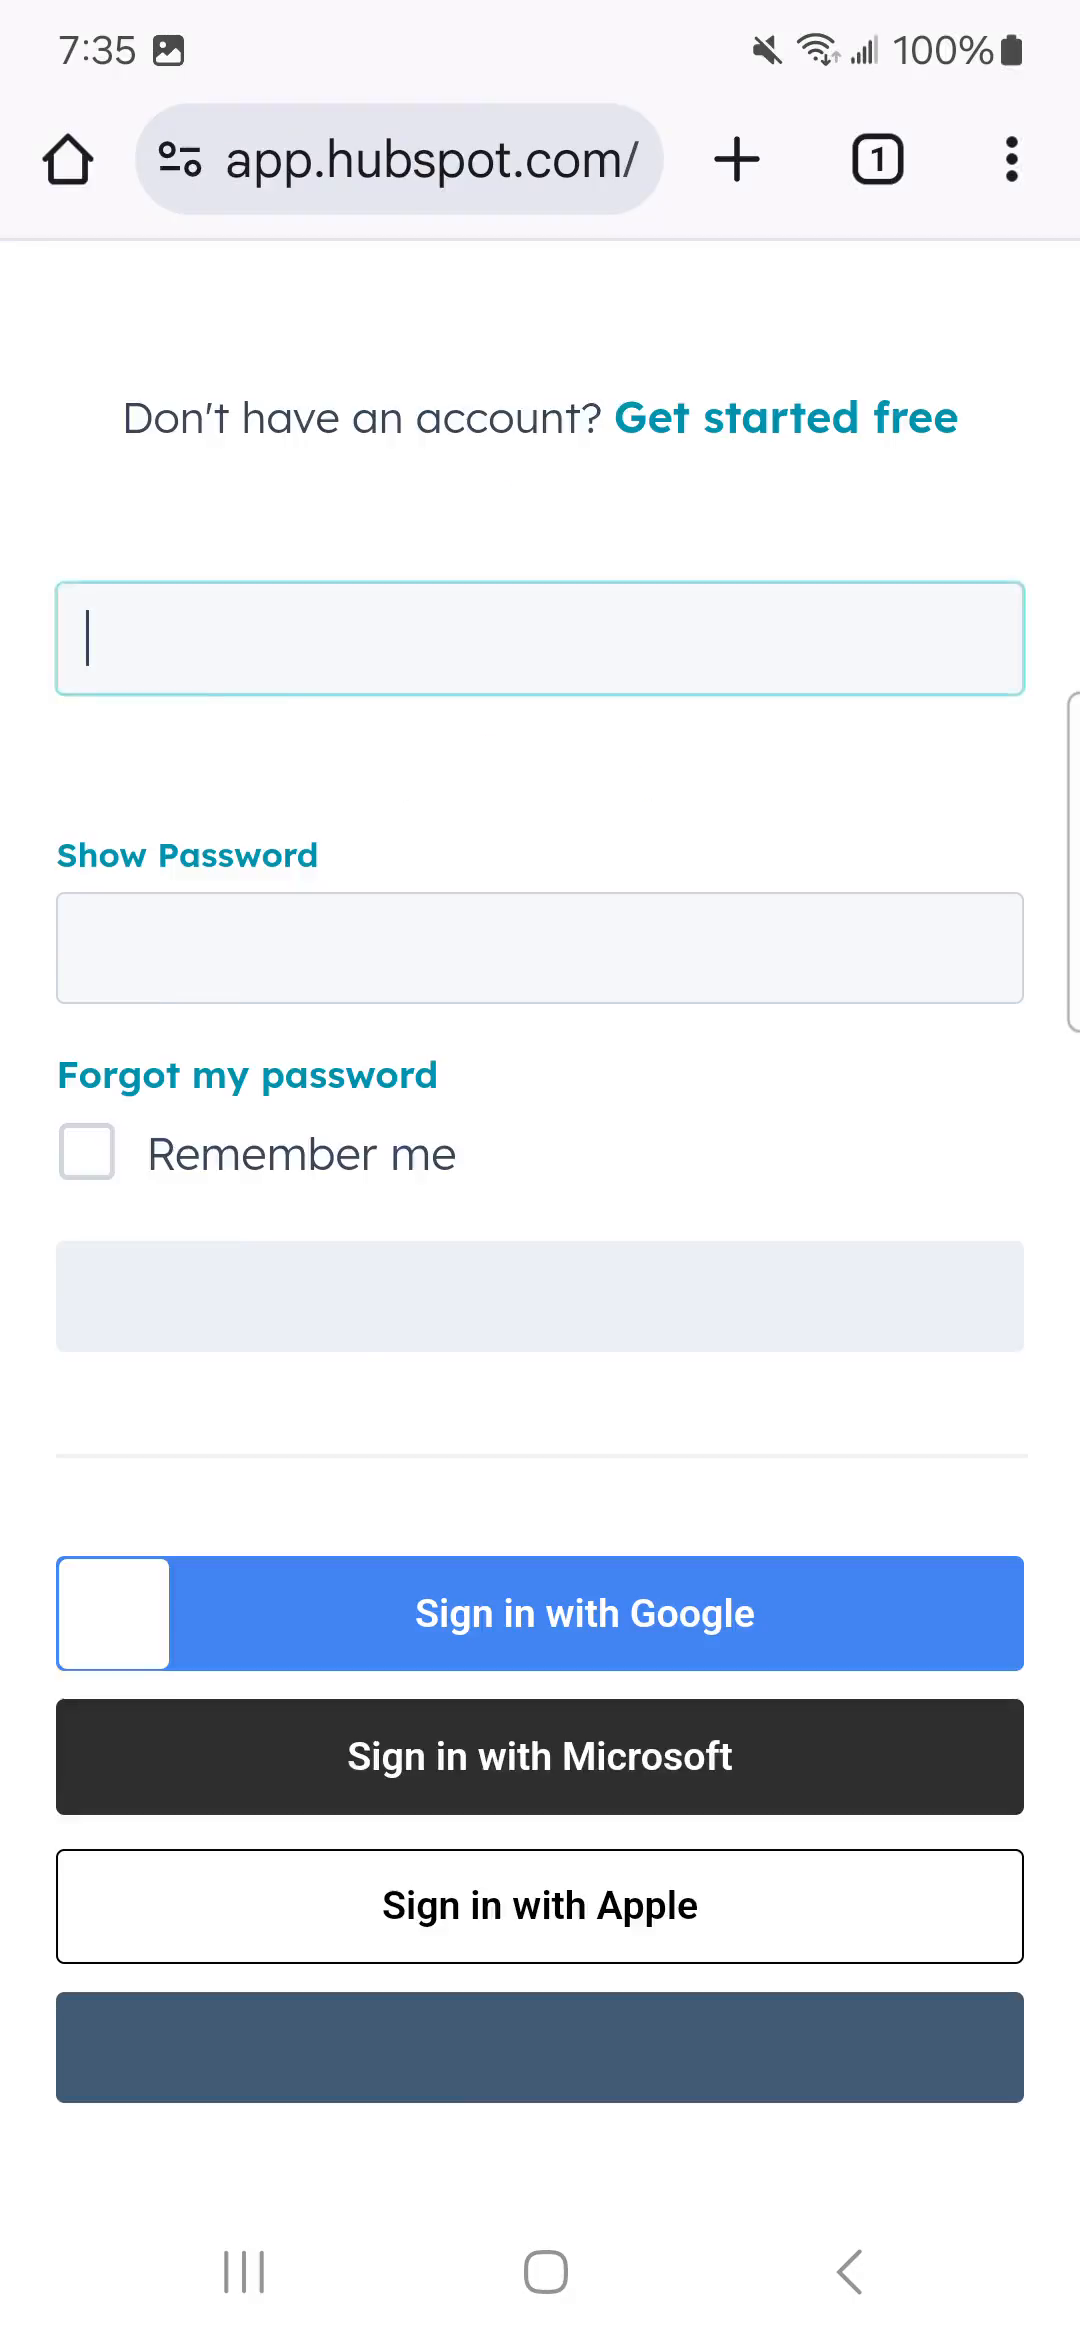 7:35
100%
app.hubspot.com/
1
Don't have an account? Get started free
Show Password
Forgot my password
Remember me
Sign in with Google
Sign in with Microsoft
Sign in with Apple